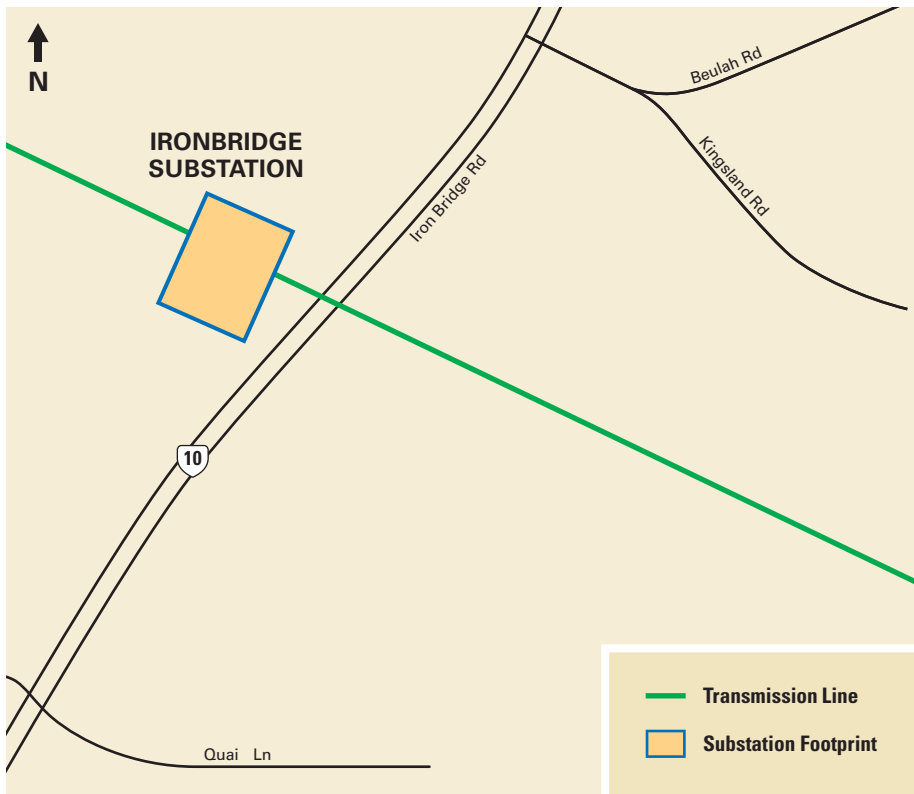 N
IRONBRIDGE
SUBSTATION
Beulah Rd
Kingsland Rd
Iron Bridge Rd
10
Quai Ln
Transmission Line
Substation Footprint